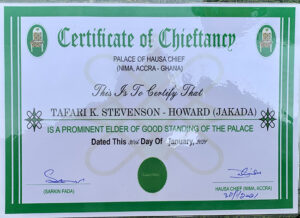 Certificate of Chieftancy
PALACE OF HAUSA CHIEF
(NIMA, ACCRA - GHANA)
This Is To Certify That
TAFARI K. STEVENSON - HOWARD (JAKADA)
IS A PROMINENT ELDER OF GOOD STANDING OF THE PALACE
Dated This 20th Day Of January, 2021
(SARKIN FADA)
HAUSA CHIEF (NIMA, ACCRA)